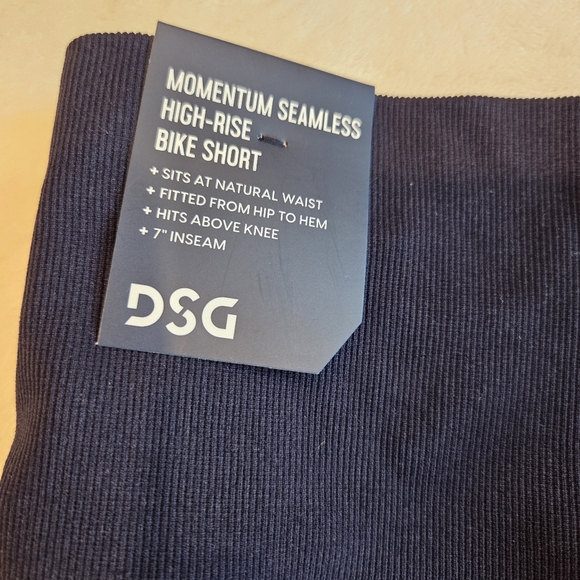 MOMENTUM SEAMLESS
HIGH-RISE
BIKE SHORT
+ SITS AT NATURAL WAIST
+ FITTED FROM HIP TO HEM
+ HITS ABOVE KNEE
+ 7" INSEAM
DSG